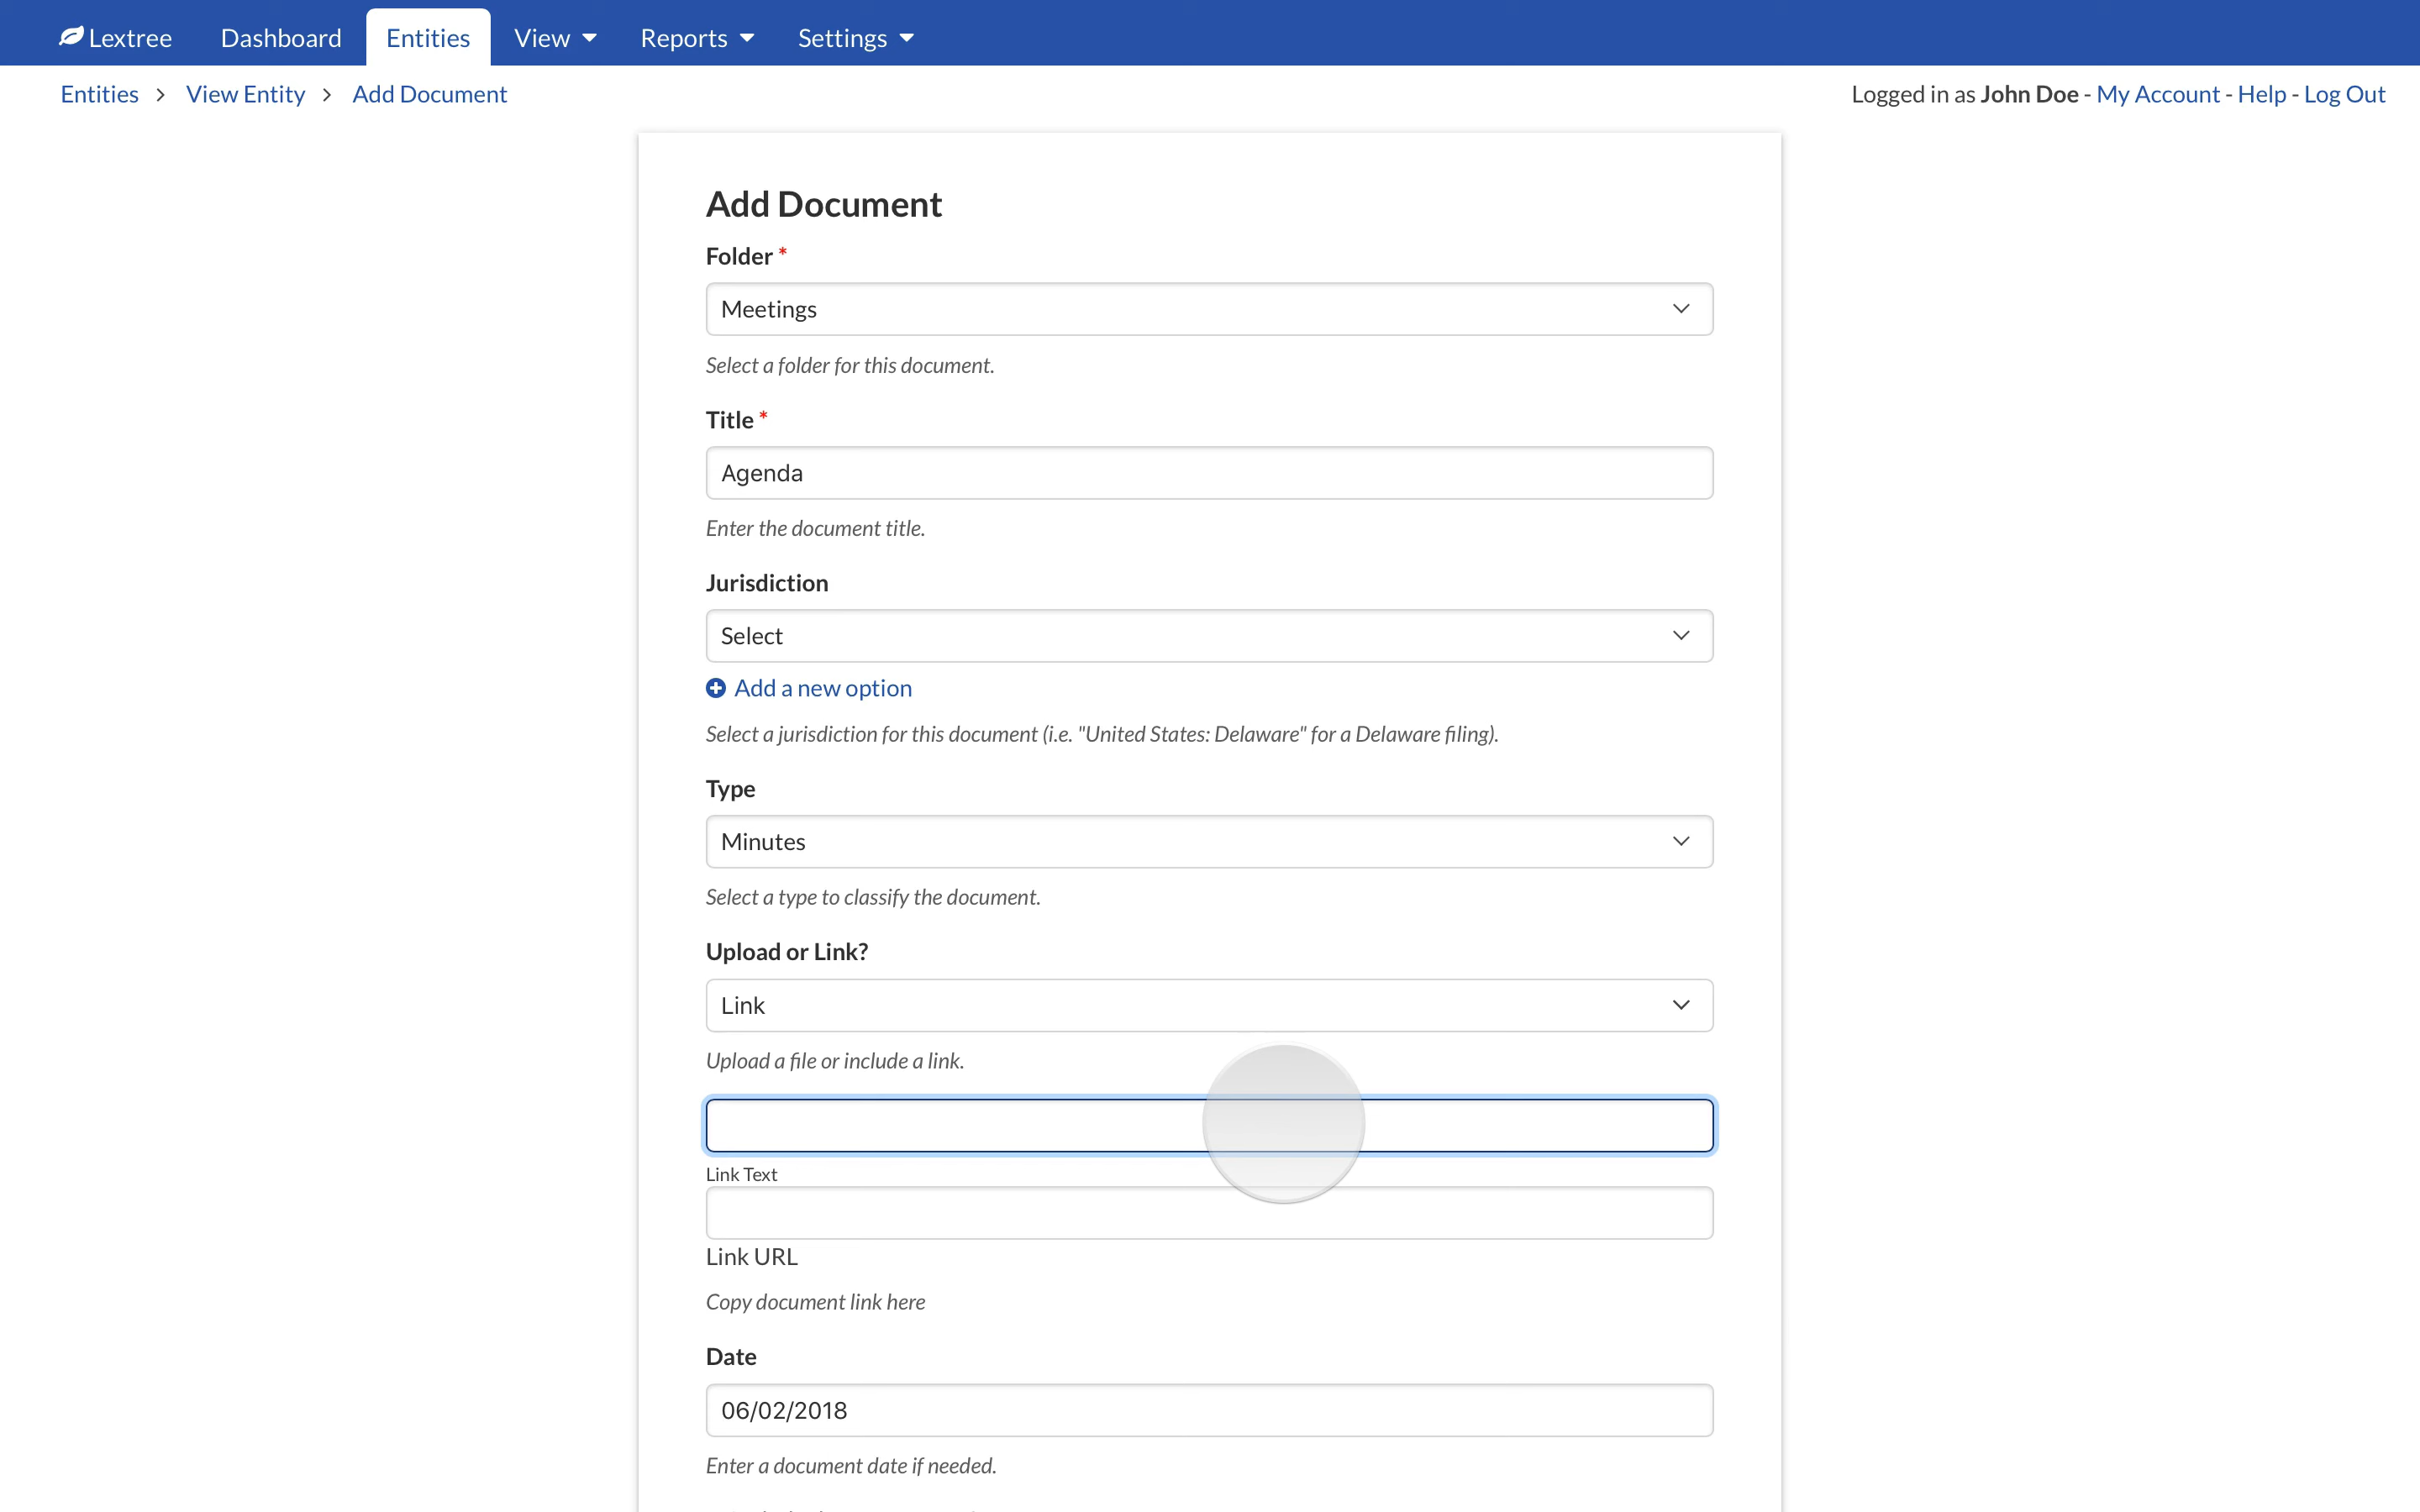 Lextree Dashboard Entities View Reports Settings
Entities > View Entity > Add Document Logged in as John Doe - My Account - Help - Log Out
Add Document
Folder *
Meetings
Select a folder for this document.
Title *
Agenda
Enter the document title.
Jurisdiction
Select
Add a new option
Select a jurisdiction for this document (i.e. "United States: Delaware" for a Delaware filing).
Type
Minutes
Select a type to classify the document.
Upload or Link?
Link
Upload a file or include a link.
Link Text
Link URL
Copy document link here
Date
06/02/2018
Enter a document date if needed.